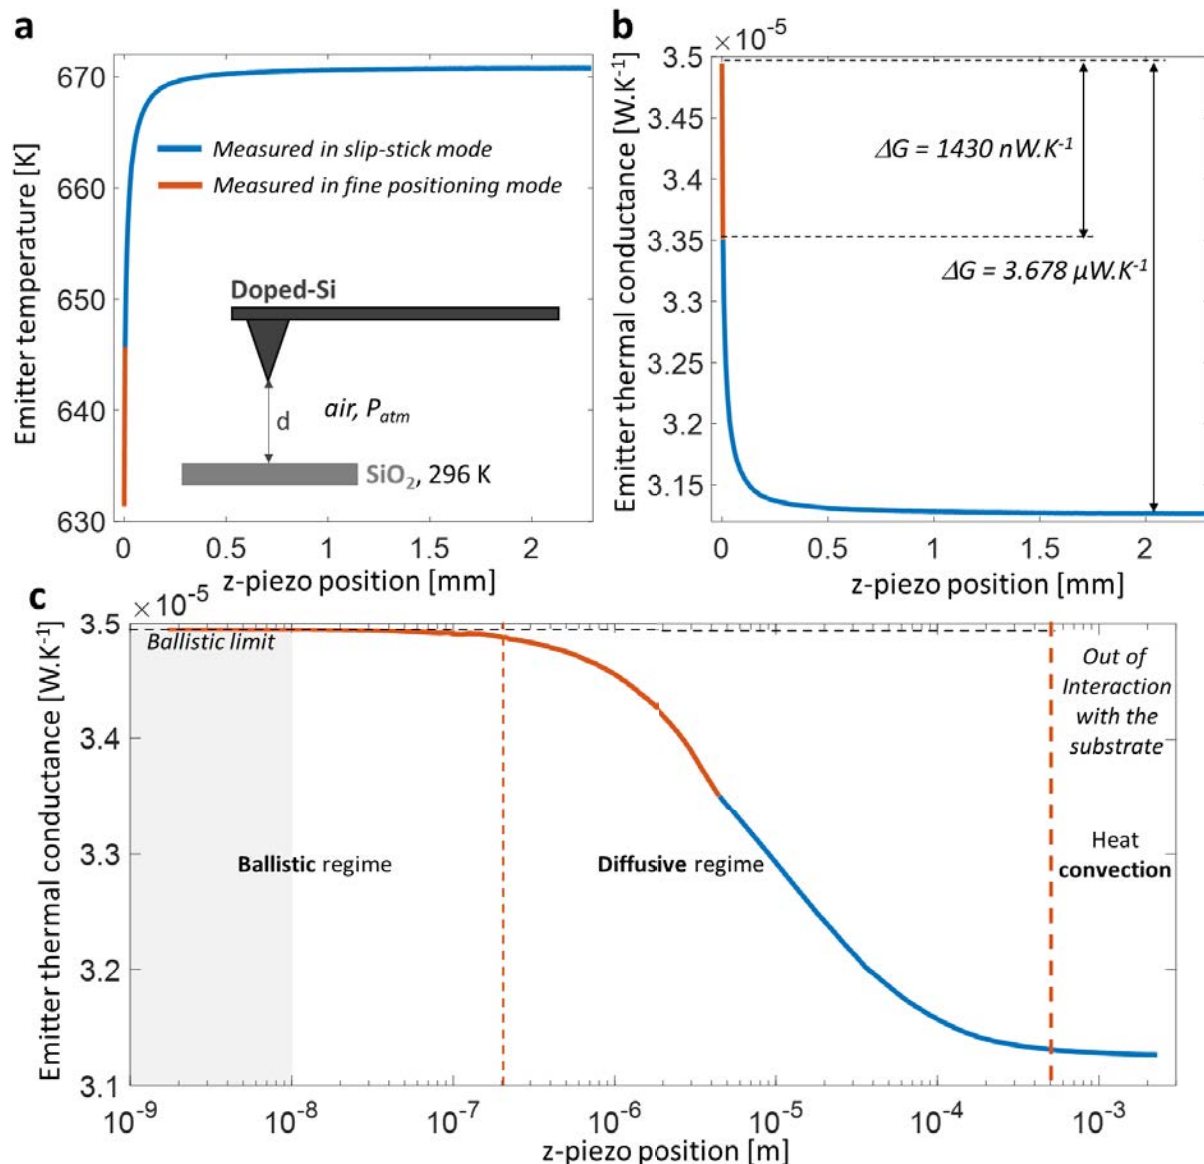 a
Emitter temperature [K]
670
660
650
640
630
Measured in slip-stick mode
Measured in fine positioning mode
Doped-Si
d
air, Patm
SiO2, 296 K
0
0.5
1
1.5
2
z-piezo position [mm]
b
×10-5
Emitter thermal conductance [W.K-1]
3.5
3.45
3.4
3.35
3.3
3.25
3.2
3.15
ΔG = 1430 nW.K-1
ΔG = 3.678 μW.K-1
0
0.5
1
1.5
2
z-piezo position [mm]
c
×10-5
Emitter thermal conductance [W.K-1]
3.5
3.4
3.3
3.2
3.1
Ballistic limit
Ballistic regime
Diffusive regime
Out of
Interaction
with the
substrate
Heat
convection
10-9
10-8
10-7
10-6
10-5
10-4
10-3
z-piezo position [m]